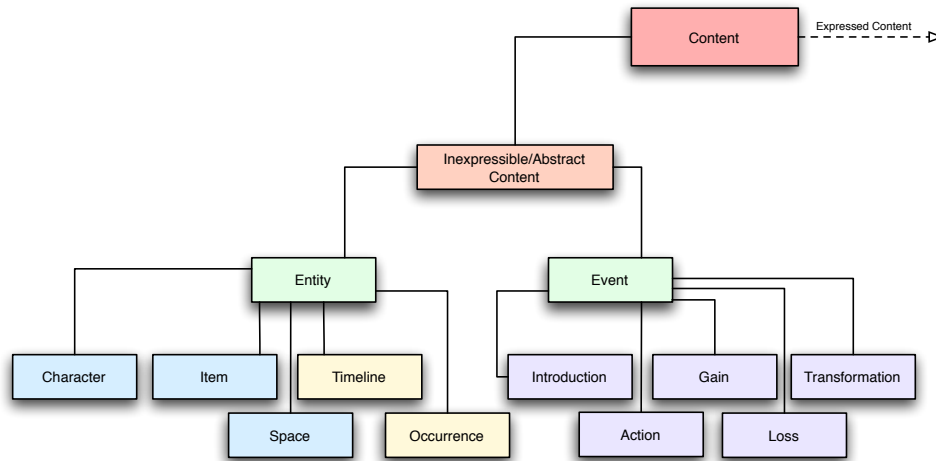 Content
Expressed Content
Inexpressible/Abstract
Content
Entity
Event
Character
Item
Timeline
Introduction
Gain
Transformation
Space
Occurrence
Action
Loss